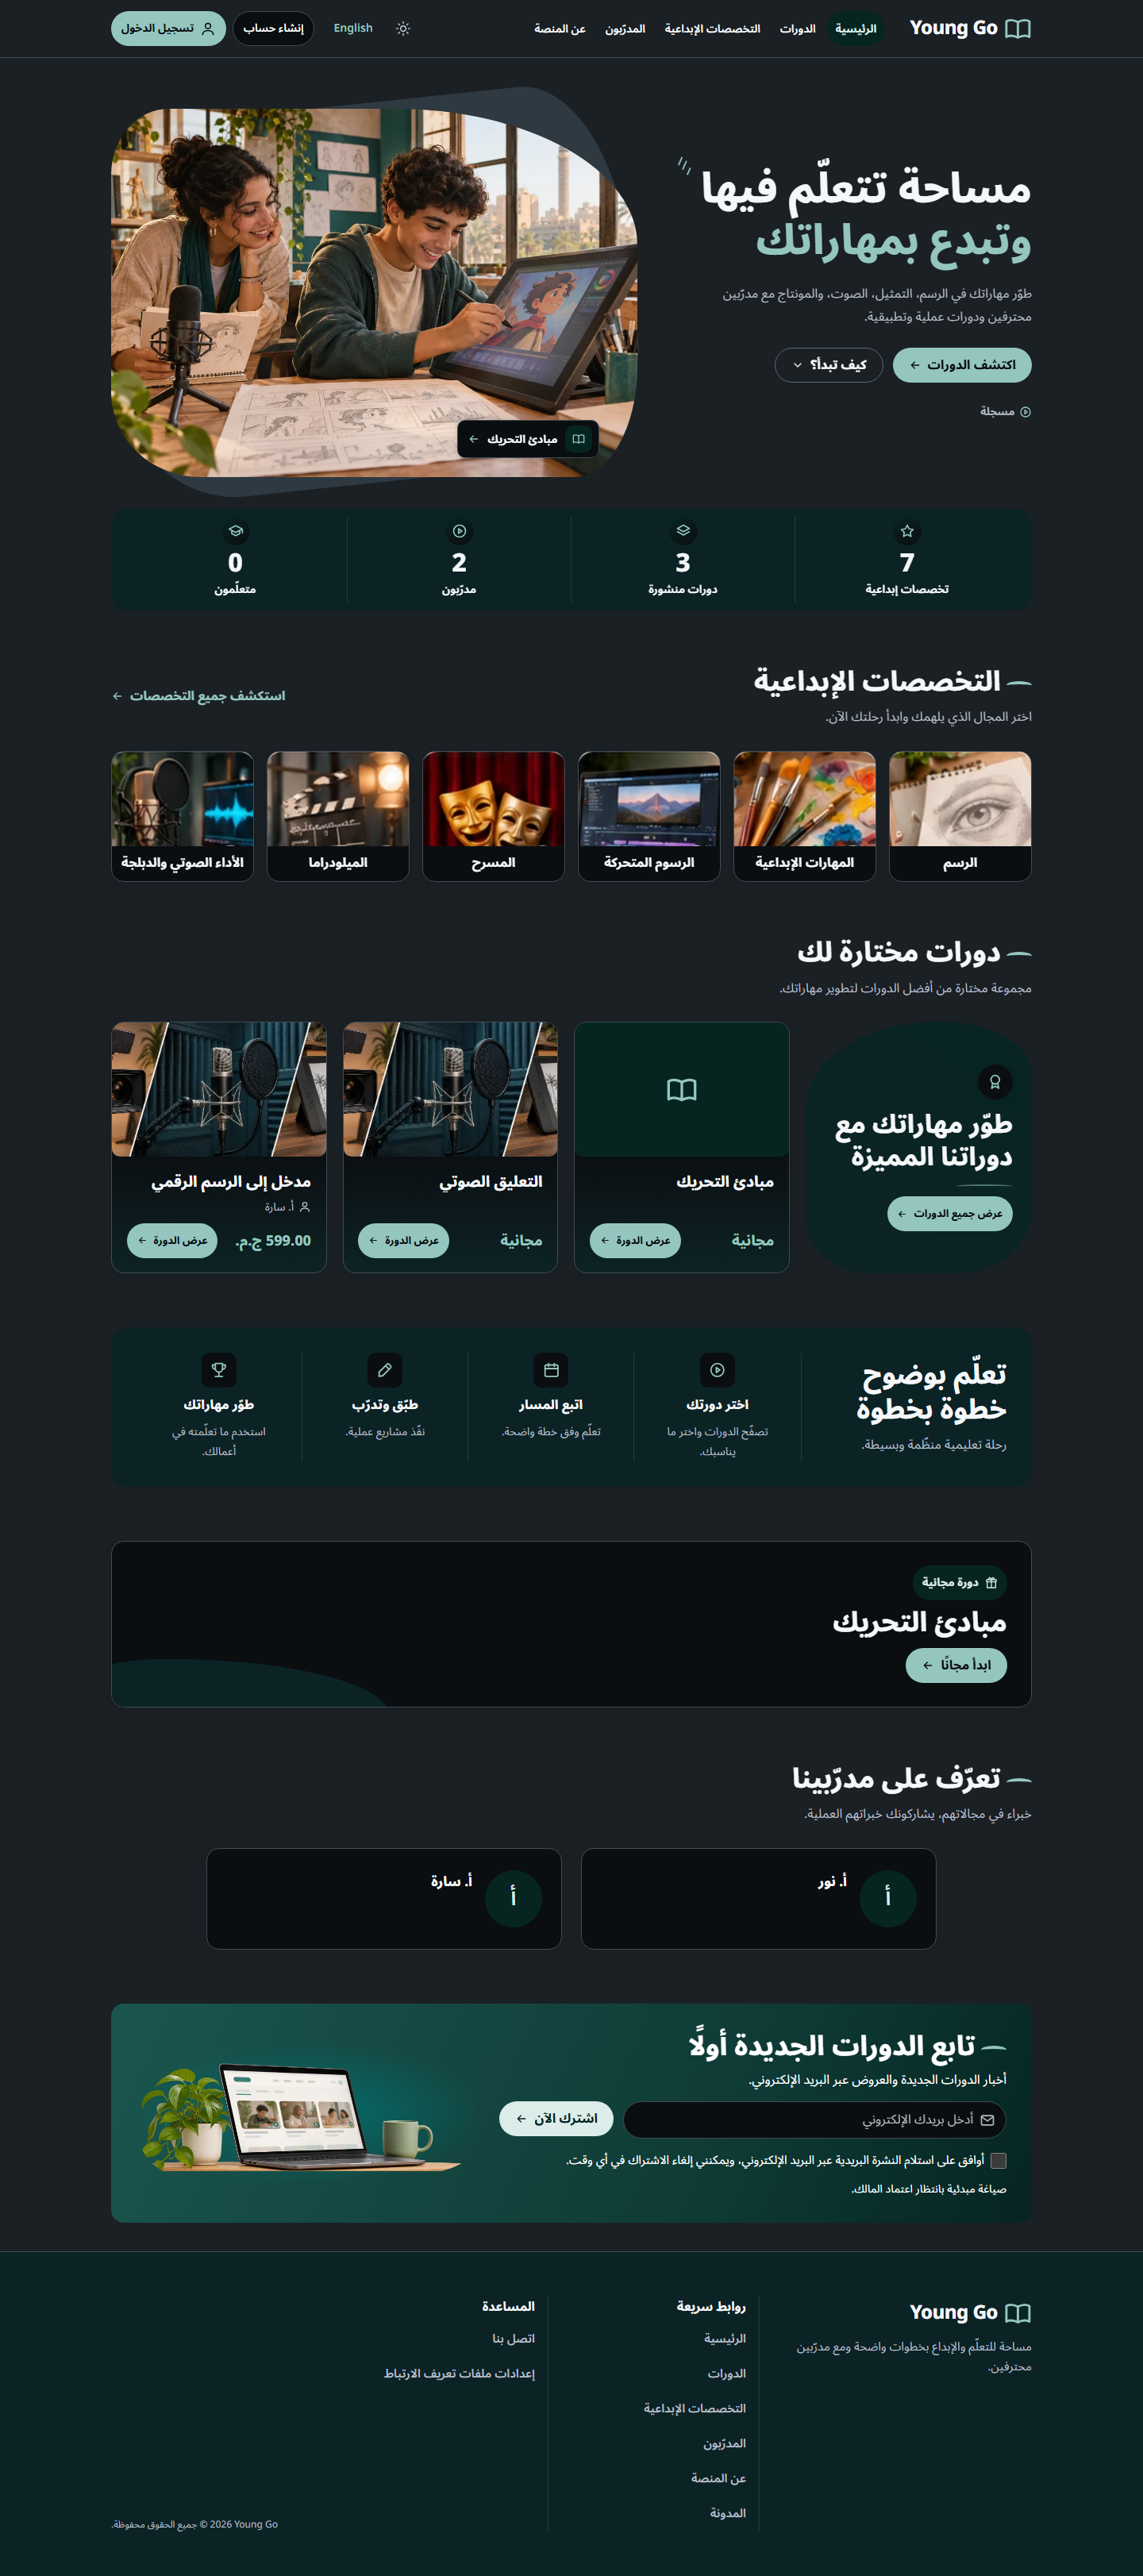 Young Go
الرئيسية
الدورات
التخصصات الإبداعية
المدرّبون
عن المنصة
English
إنشاء حساب
تسجيل الدخول
مساحة تتعلّم فيها
وتبدع بمهاراتك
طوّر مهاراتك في الرسم، التمثيل، الصوت، والمونتاج مع مدرّبين
محترفين ودورات عملية وتطبيقية.
اكتشف الدورات
كيف تبدأ؟
مسجلة
مبادئ التحريك
7
تخصصات إبداعية
3
دورات منشورة
2
مدرّبون
0
متعلّمون
التخصصات الإبداعية
اختر المجال الذي يلهمك وابدأ رحلتك الآن.
استكشف جميع التخصصات
الرسم
المهارات الإبداعية
الرسوم المتحركة
المسرح
الميلودراما
الأداء الصوتي والدبلجة
دورات مختارة لك
مجموعة مختارة من أفضل الدورات لتطوير مهاراتك.
طوّر مهاراتك مع
دوراتنا المميزة
عرض جميع الدورات
مبادئ التحريك
مجانية
عرض الدورة
التعليق الصوتي
مجانية
عرض الدورة
مدخل إلى الرسم الرقمي
أ. سارة
599.00 ج.م.
عرض الدورة
تعلّم بوضوح
خطوة بخطوة
رحلة تعليمية منظّمة وبسيطة.
اختر دورتك
تصفّح الدورات واختر ما
يناسبك.
اتبع المسار
تعلّم وفق خطة واضحة.
طبّق وتدرّب
نفّذ مشاريع عملية.
طوّر مهاراتك
استخدم ما تعلّمته في
أعمالك.
دورة مجانية
مبادئ التحريك
ابدأ مجانًا
تعرّف على مدرّبينا
خبراء في مجالاتهم، يشاركونك خبراتهم العملية.
أ
أ. نور
أ
أ. سارة
تابع الدورات الجديدة أولًا
أخبار الدورات الجديدة والعروض عبر البريد الإلكتروني.
أدخل بريدك الإلكتروني
اشترك الآن
أوافق على استلام النشرة البريدية عبر البريد الإلكتروني، ويمكنني إلغاء الاشتراك في أي وقت.
صياغة مبدئية بانتظار اعتماد المالك.
Young Go
مساحة للتعلّم والإبداع بخطوات واضحة ومع مدرّبين
محترفين.
روابط سريعة
الرئيسية
الدورات
التخصصات الإبداعية
المدرّبون
عن المنصة
المدونة
المساعدة
اتصل بنا
إعدادات ملفات تعريف الارتباط
2026 Young Go © جميع الحقوق محفوظة.